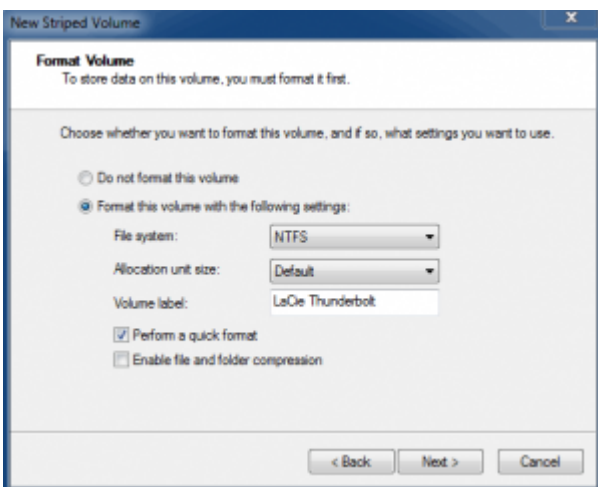 New Striped Volume
Format Volume
To store data on this volume, you must format it first.
Choose whether you want to format this volume, and if so, what settings you want to use.
Do not format this volume
Format this volume with the following settings:
File system: NTFS
Allocation unit size: Default
Volume label: LaCie Thunderbolt
Perform a quick format
Enable file and folder compression
< Back Next > Cancel